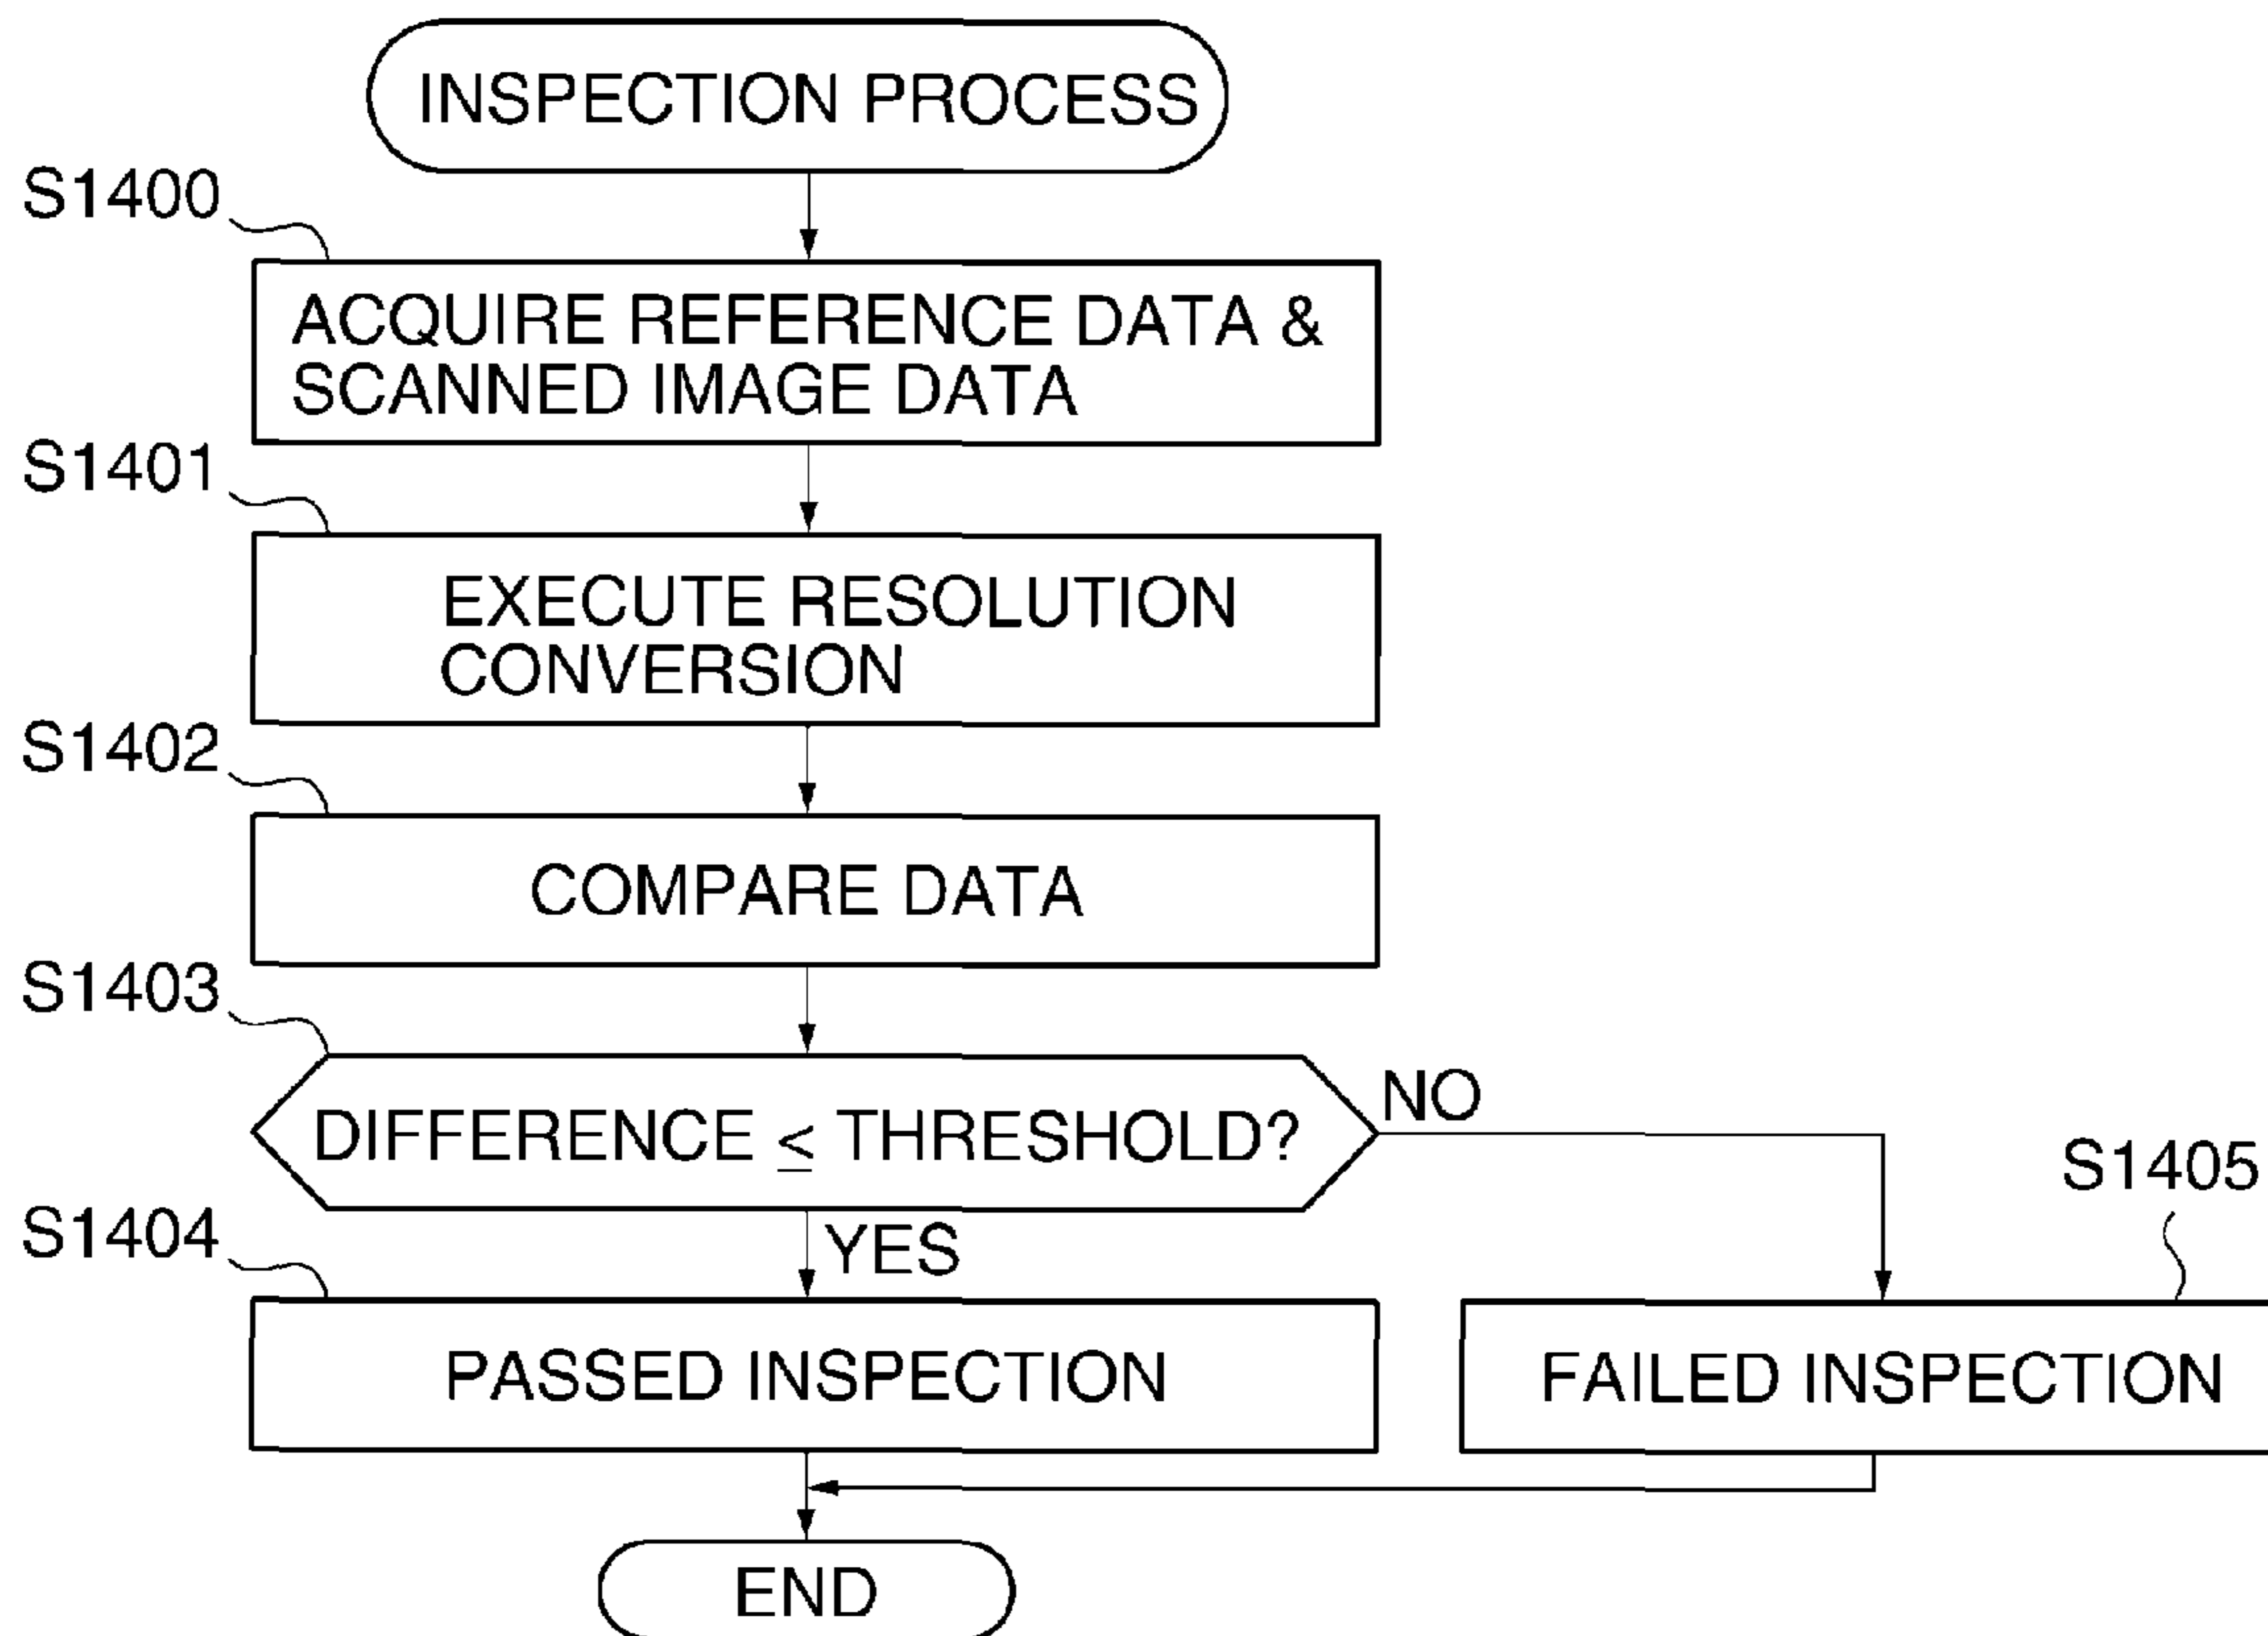 INSPECTION PROCESS
S1400
ACQUIRE REFERENCE DATA &
SCANNED IMAGE DATA
S1401
EXECUTE RESOLUTION
CONVERSION
S1402
COMPARE DATA
S1403
DIFFERENCE ≤ THRESHOLD?
NO
YES
S1404
PASSED INSPECTION
S1405
FAILED INSPECTION
END